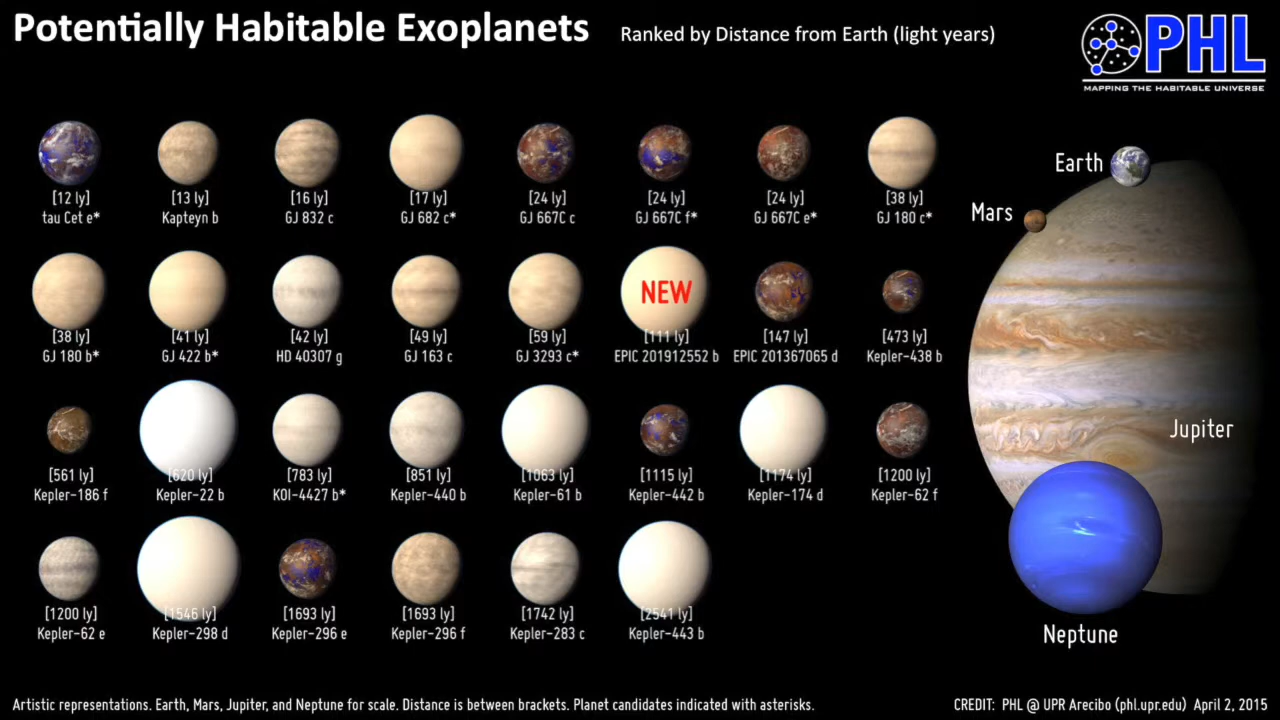 Potentially Habitable Exoplanets
Ranked by Distance from Earth (light years)
PHL
MAPPING THE HABITABLE UNIVERSE
[12 ly]
tau Cet e*
[13 ly]
Kapteyn b
[16 ly]
GJ 832 c
[17 ly]
GJ 682 c*
[24 ly]
GJ 667C c
[24 ly]
GJ 667C f*
[24 ly]
GJ 667C e*
[38 ly]
GJ 180 c*
[38 ly]
GJ 180 b*
[41 ly]
GJ 422 b*
[42 ly]
HD 40307 g
[49 ly]
GJ 163 c
[59 ly]
GJ 3293 c*
NEW
[111 ly]
EPIC 201912552 b
[147 ly]
EPIC 201367065 d
[473 ly]
Kepler-438 b
[561 ly]
Kepler-186 f
[620 ly]
Kepler-22 b
[783 ly]
KOI-4427 b*
[851 ly]
Kepler-440 b
[1063 ly]
Kepler-61 b
[1115 ly]
Kepler-442 b
[1174 ly]
Kepler-174 d
[1200 ly]
Kepler-62 f
[1200 ly]
Kepler-62 e
[1546 ly]
Kepler-298 d
[1693 ly]
Kepler-296 e
[1693 ly]
Kepler-296 f
[1742 ly]
Kepler-283 c
[2541 ly]
Kepler-443 b
Earth
Mars
Jupiter
Neptune
Artistic representations. Earth, Mars, Jupiter, and Neptune for scale. Distance is between brackets. Planet candidates indicated with asterisks.
CREDIT: PHL @ UPR Arecibo (phl.upr.edu) April 2, 2015